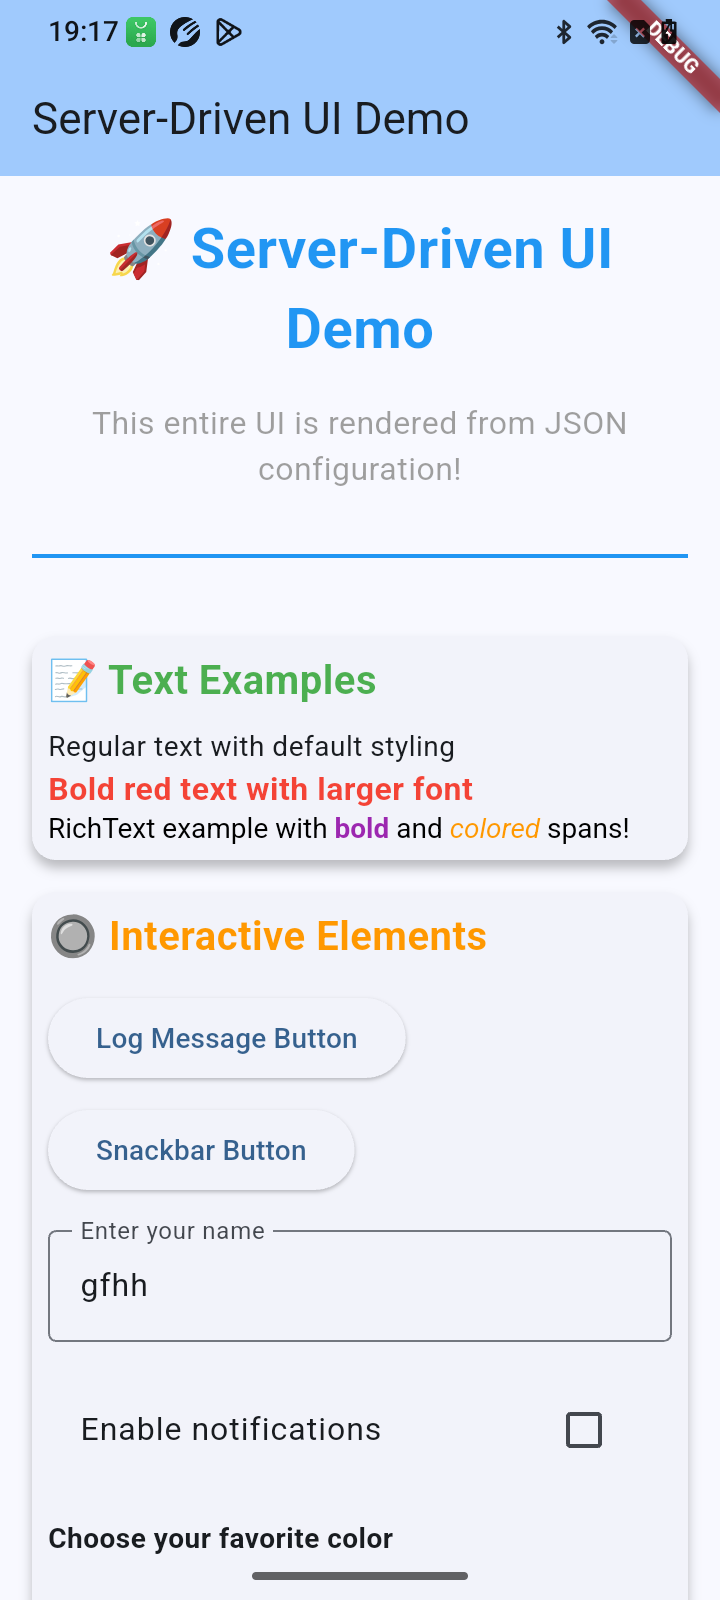 19:17
DEBUG
Server-Driven UI Demo
🚀 Server-Driven UI
Demo
This entire UI is rendered from JSON
configuration!
📝 Text Examples
Regular text with default styling
Bold red text with larger font
RichText example with bold and colored spans!
🔘 Interactive Elements
Log Message Button
Snackbar Button
Enter your name
gfhh
Enable notifications
Choose your favorite color